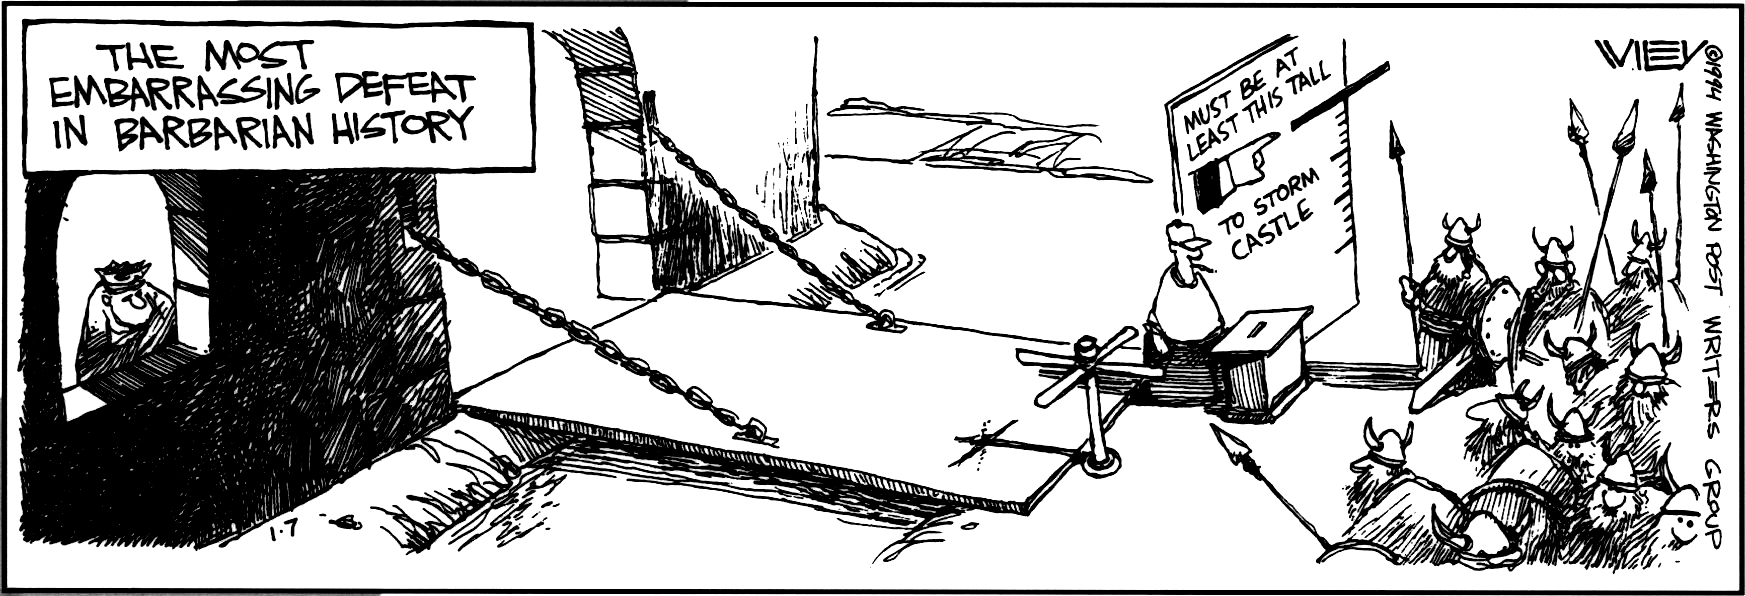 THE MOST
EMBARRASSING DEFEAT
IN BARBARIAN HISTORY
MUST BE AT
LEAST THIS TALL
TO STORM
CASTLE
WILEY
©1994 WASHINGTON POST WRITERS GROUP
1·7